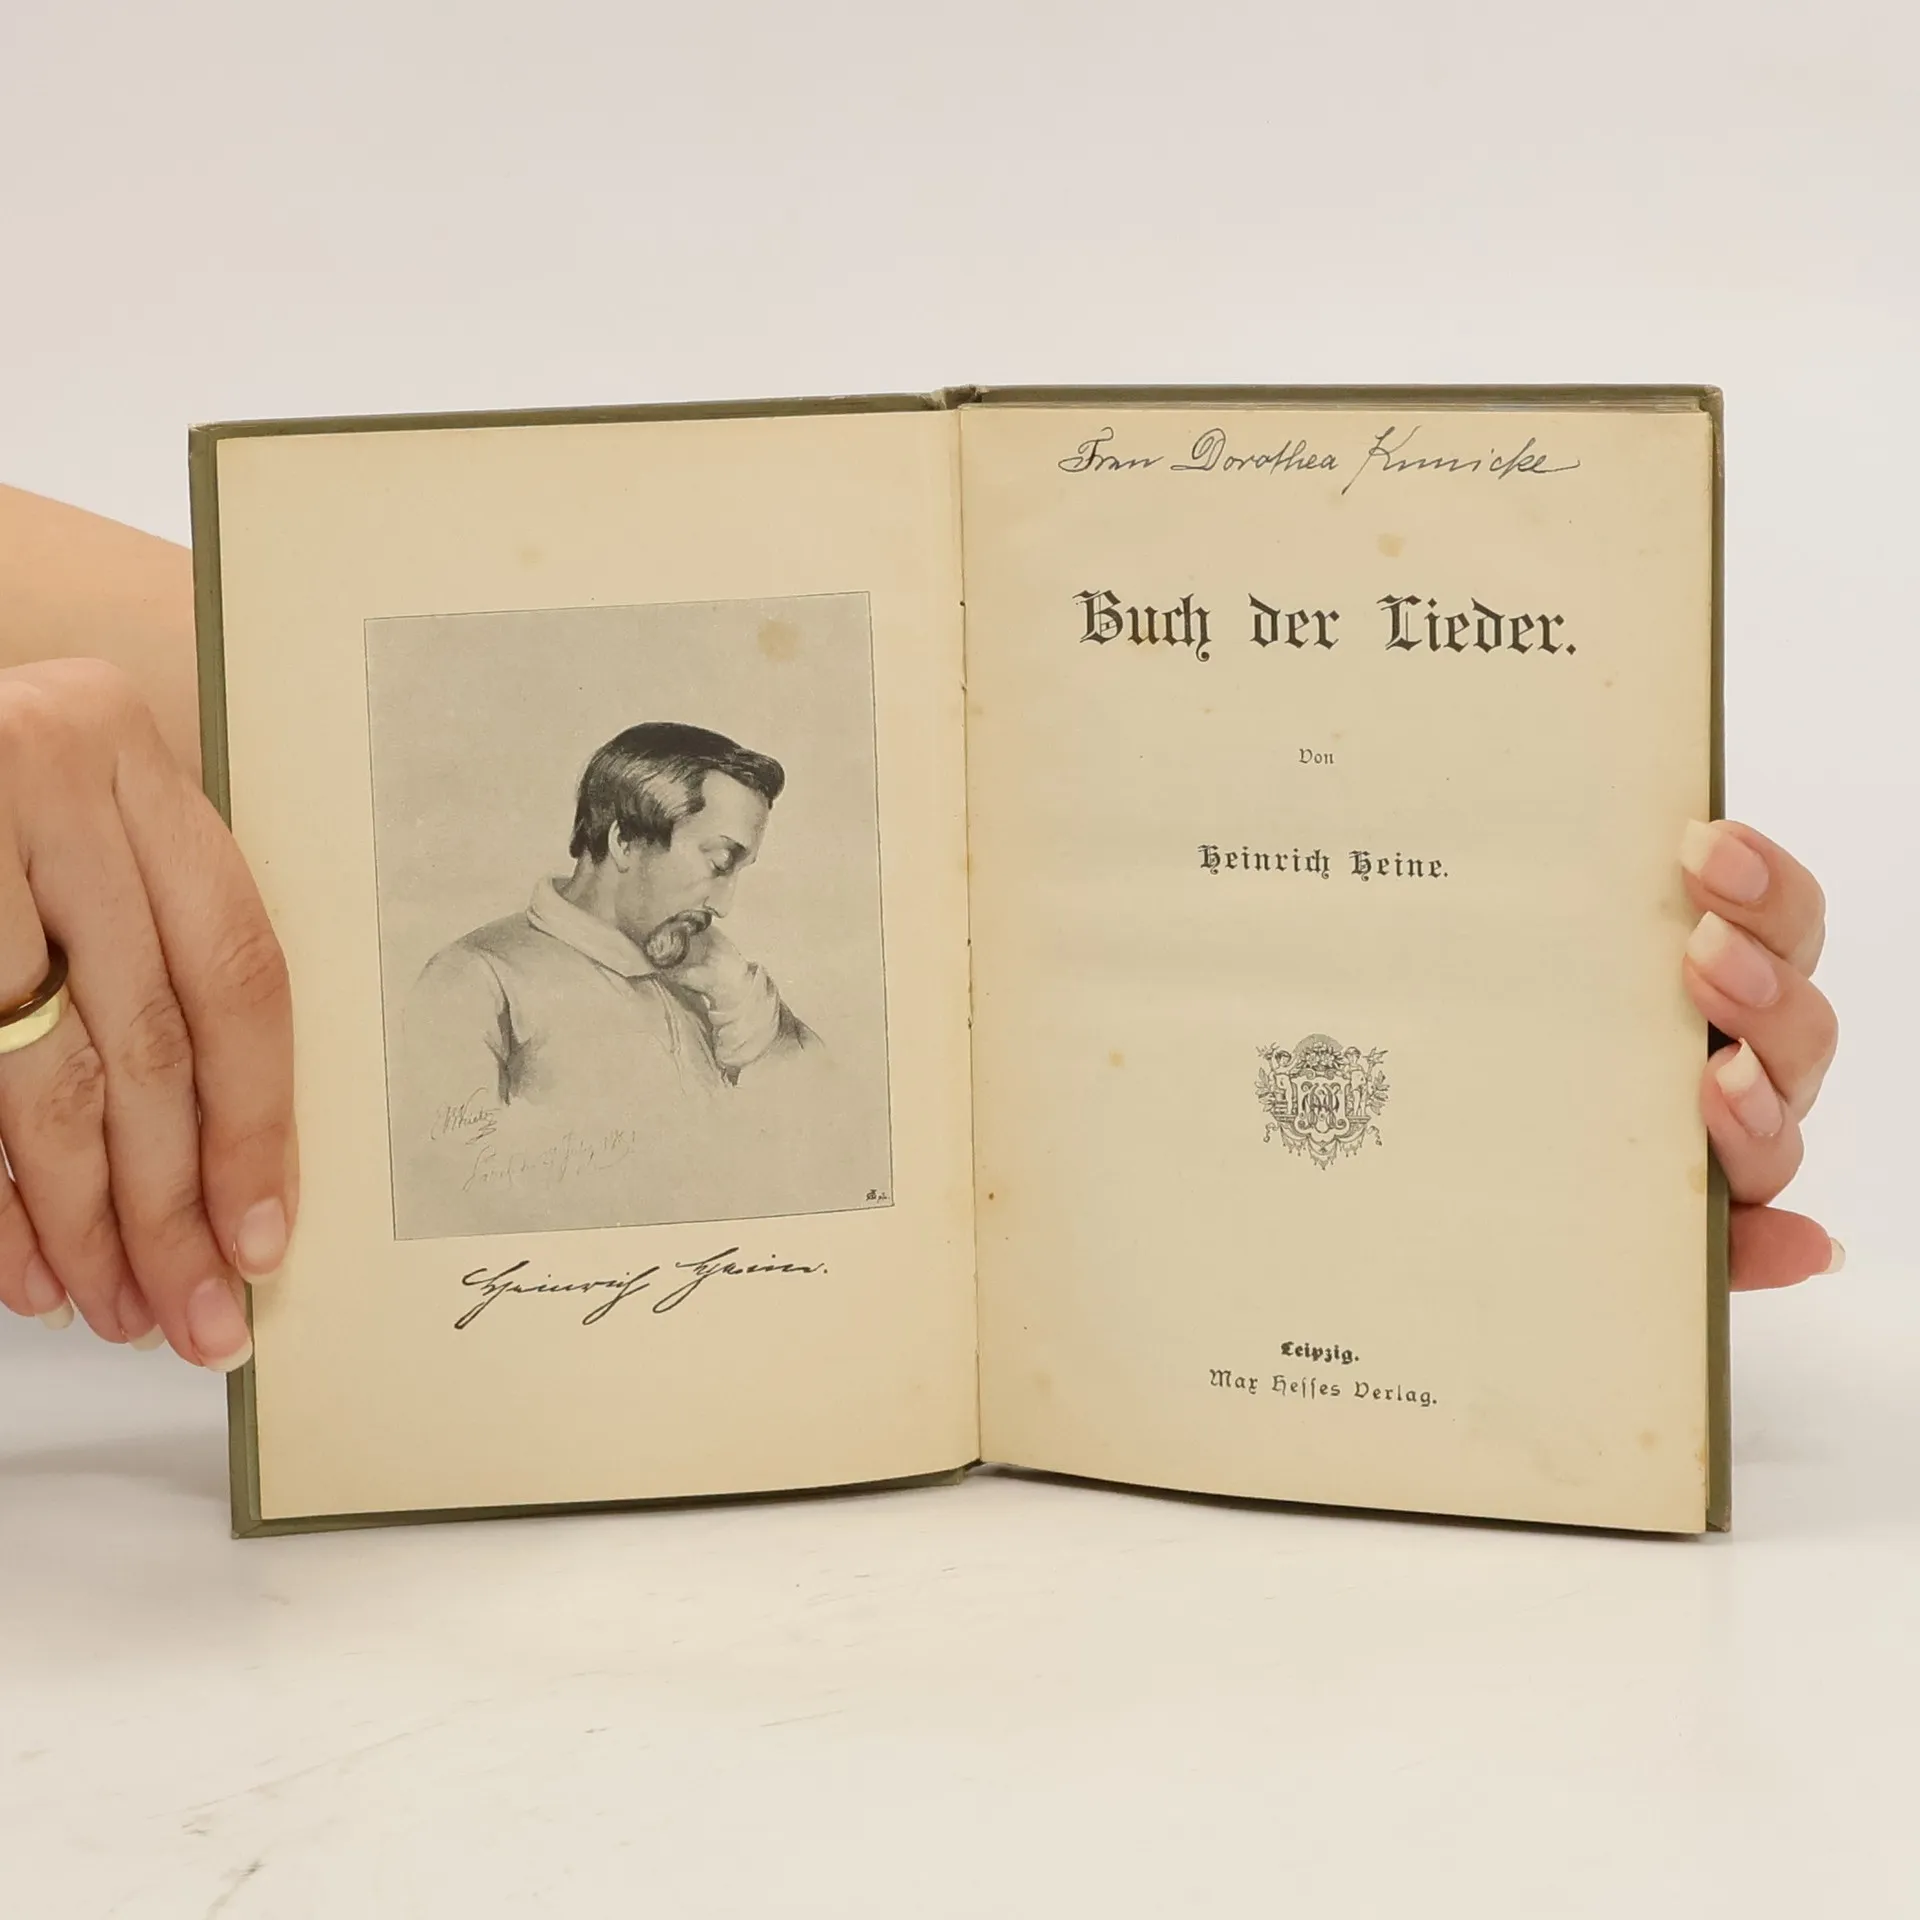 Heinrich Heine.
Frau Dorothea Kunicke
Buch der Lieder.
Von
Heinrich Heine.
Leipzig.
Max Hesses Verlag.